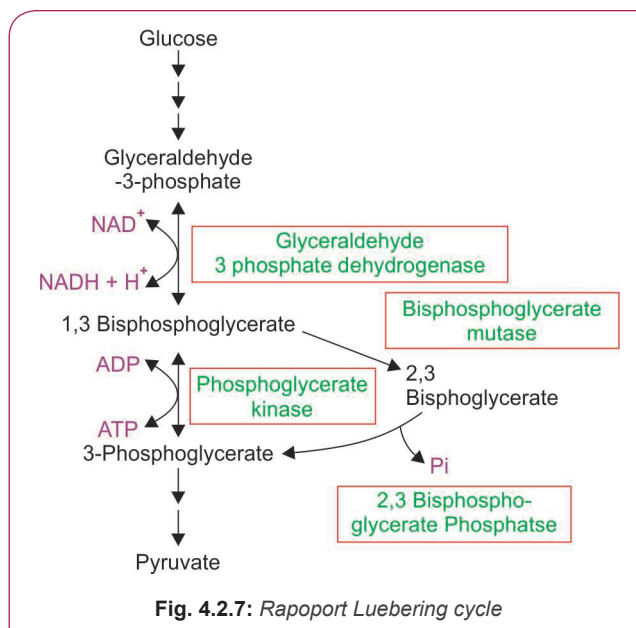 Glucose
Glyceraldehyde
-3-phosphate
NAD+
Glyceraldehyde
3 phosphate dehydrogenase
NADH + H+
1,3 Bisphosphoglycerate
Bisphosphoglycerate
mutase
ADP
Phosphoglycerate
kinase
2,3
Bisphoglycerate
ATP
3-Phosphoglycerate
Pi
2,3 Bisphospho-
glycerate Phosphatse
Pyruvate
Fig. 4.2.7: Rapoport Luebering cycle